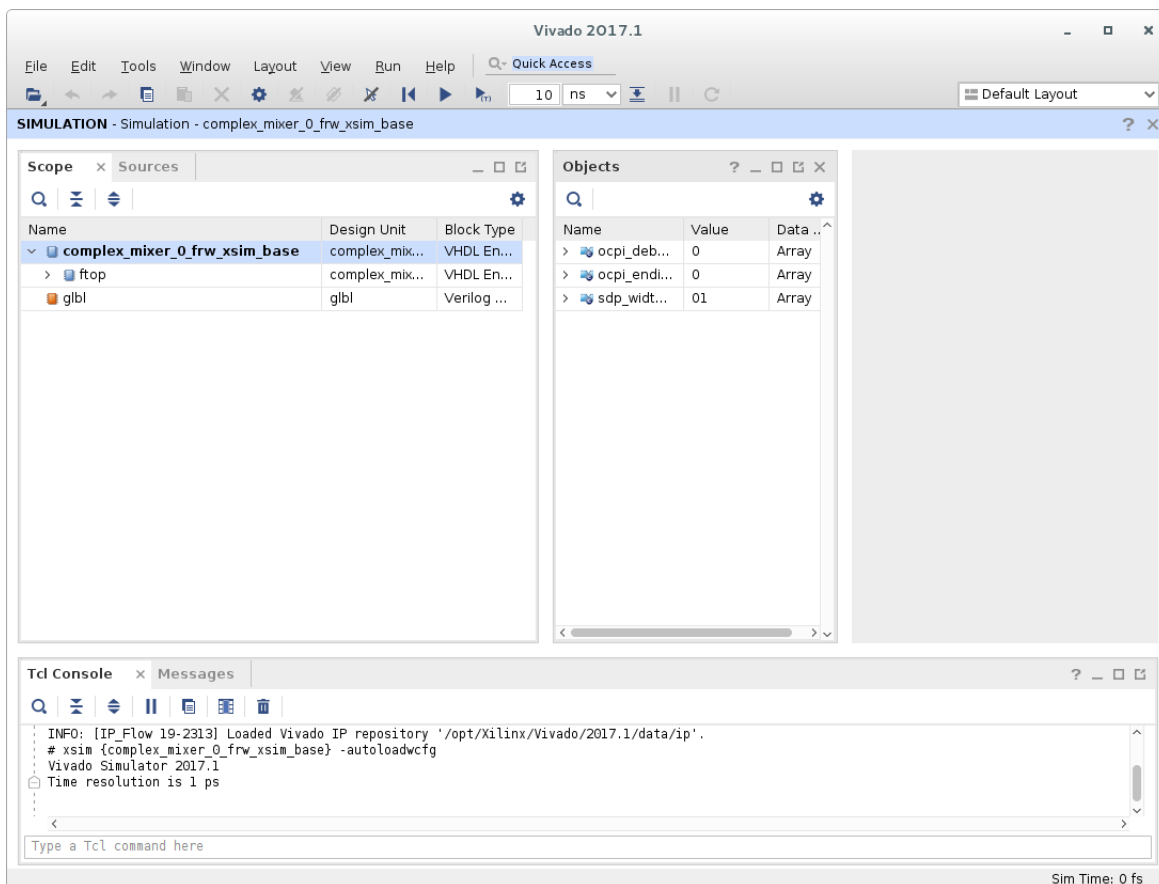 Vivado 2017.1
File Edit Tools Window Layout View Run Help Quick Access
10 ns Default Layout
SIMULATION - Simulation - complex_mixer_0_frw_xsim_base
Scope Sources
Name Design Unit Block Type
complex_mixer_0_frw_xsim_base complex_mix... VHDL En...
ftop complex_mix... VHDL En...
glbl glbl Verilog ...
Objects
Name Value Data ..
ocpi_deb... 0 Array
ocpi_endi... 0 Array
sdp_widt... 01 Array
Tcl Console Messages
INFO: [IP_Flow 19-2313] Loaded Vivado IP repository '/opt/Xilinx/Vivado/2017.1/data/ip'.
# xsim {complex_mixer_0_frw_xsim_base} -autoloadwcfg
Vivado Simulator 2017.1
Time resolution is 1 ps
Type a Tcl command here
Sim Time: 0 fs